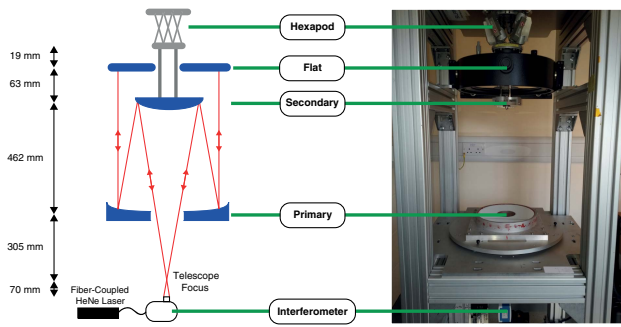 Hexapod
19 mm
Flat
63 mm
Secondary
462 mm
Primary
305 mm
Telescope
Focus
70 mm
Fiber-Coupled
HeNe Laser
Interferometer